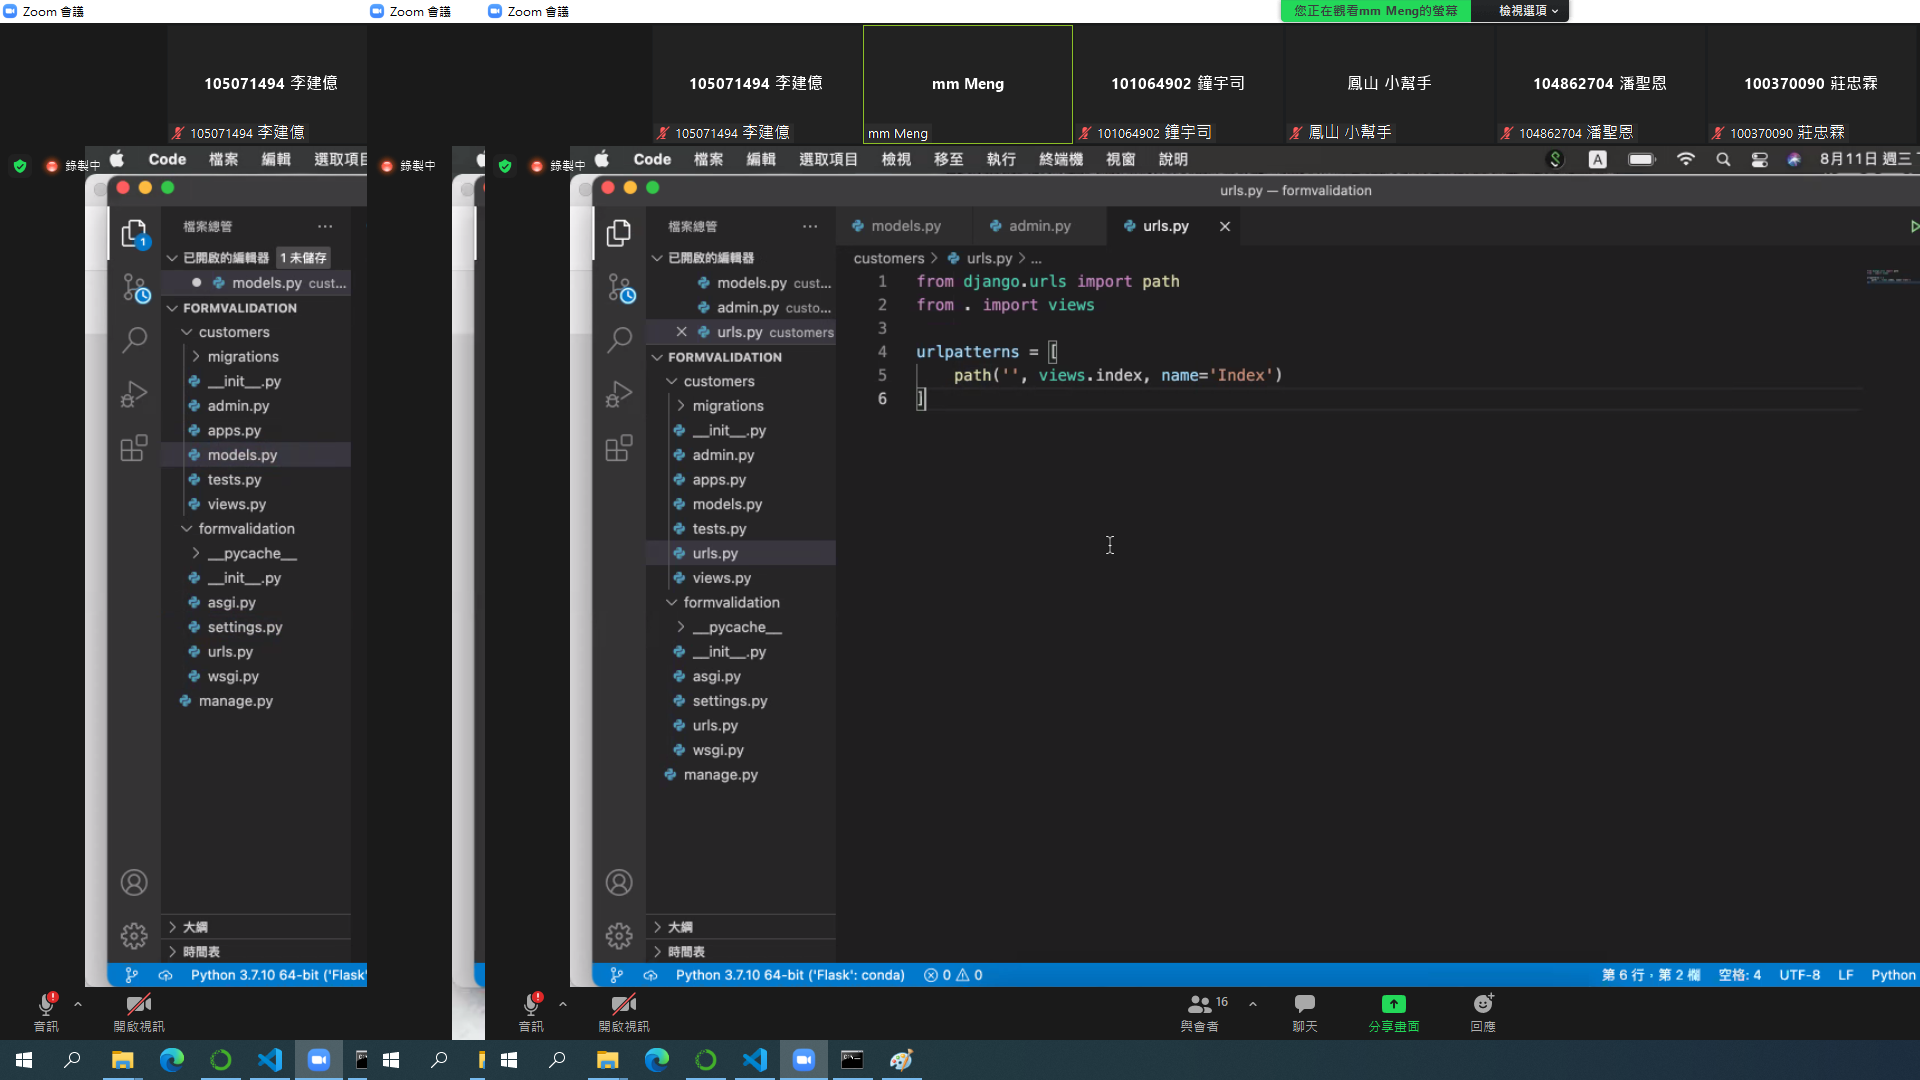 Zoom 會議
Zoom 會議
Zoom 會議
您正在觀看mm Meng的螢幕
檢視選項
105071494 李建億
105071494 李建億
mm Meng
101064902 鐘宇司
鳳山 小幫手
104862704 潘聖恩
100370090 莊忠霖
105071494 李建億
105071494 李建億
mm Meng
101064902 鐘宇司
鳳山 小幫手
104862704 潘聖恩
100370090 莊忠霖
錄製中
Code 檔案 編輯 選取項目
錄製中
錄製中
Code 檔案 編輯 選取項目 檢視 移至 執行 終端機 視窗 說明
A
8月11日 週三
檔案總管
已開啟的編輯器 1 未儲存
models.py cust...
FORMVALIDATION
customers
migrations
__init__.py
admin.py
apps.py
models.py
tests.py
views.py
formvalidation
__pycache__
__init__.py
asgi.py
settings.py
urls.py
wsgi.py
manage.py
大綱
時間表
Python 3.7.10 64-bit ('Flask'
1
urls.py — formvalidation
檔案總管
已開啟的編輯器
models.py cust...
admin.py custo...
urls.py customers
FORMVALIDATION
customers
migrations
__init__.py
admin.py
apps.py
models.py
tests.py
urls.py
views.py
formvalidation
__pycache__
__init__.py
asgi.py
settings.py
urls.py
wsgi.py
manage.py
大綱
時間表
models.py
admin.py
urls.py
customers > urls.py > ...
1 from django.urls import path
2 from . import views
3
4 urlpatterns = [
5 path('', views.index, name='Index')
6 ]
Python 3.7.10 64-bit ('Flask': conda)
0 0
第 6 行，第 2 欄
空格: 4
UTF-8
LF
Python
音訊
開啟視訊
音訊
開啟視訊
16
與會者
聊天
分享畫面
回應